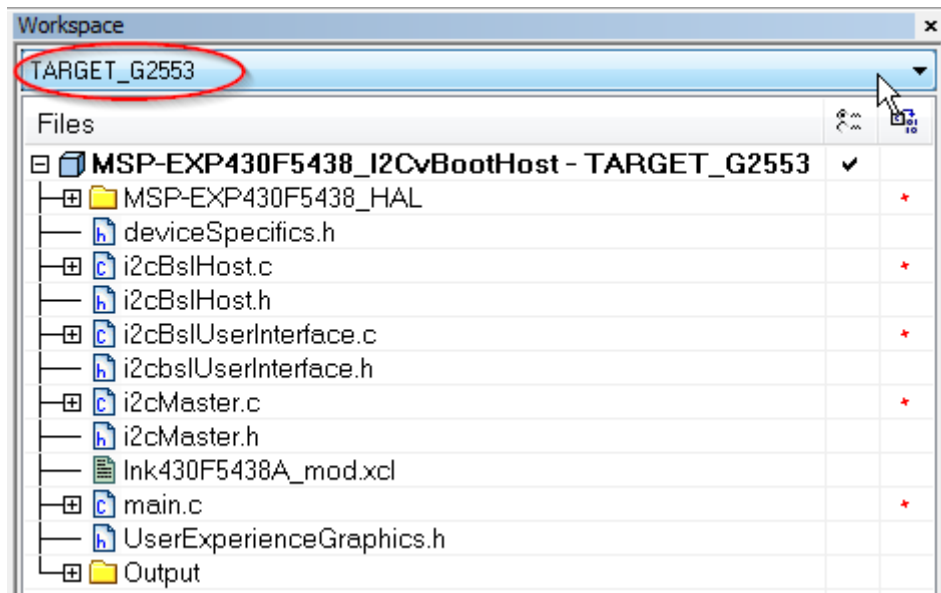 Workspace
TARGET_G2553
Files
MSP-EXP430F5438_I2CvBootHost - TARGET_G2553
MSP-EXP430F5438_HAL
deviceSpecifics.h
i2cBslHost.c
i2cBslHost.h
i2cBslUserInterface.c
i2cbslUserInterface.h
i2cMaster.c
i2cMaster.h
lnk430F5438A_mod.xcl
main.c
UserExperienceGraphics.h
Output